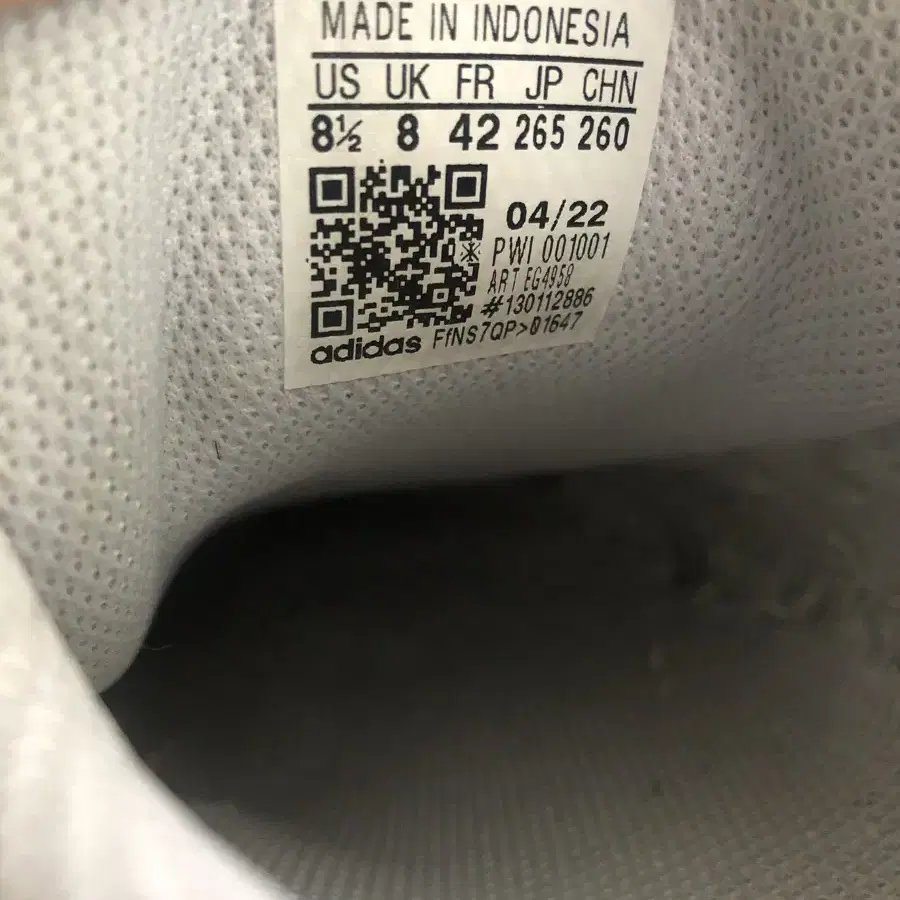 MADE IN INDONESIA
US UK FR JP CHN
8½ 8 42 265 260
04/22
PWI 001001
ART EG4958
#130112886
adidas FfNS7QP>01647